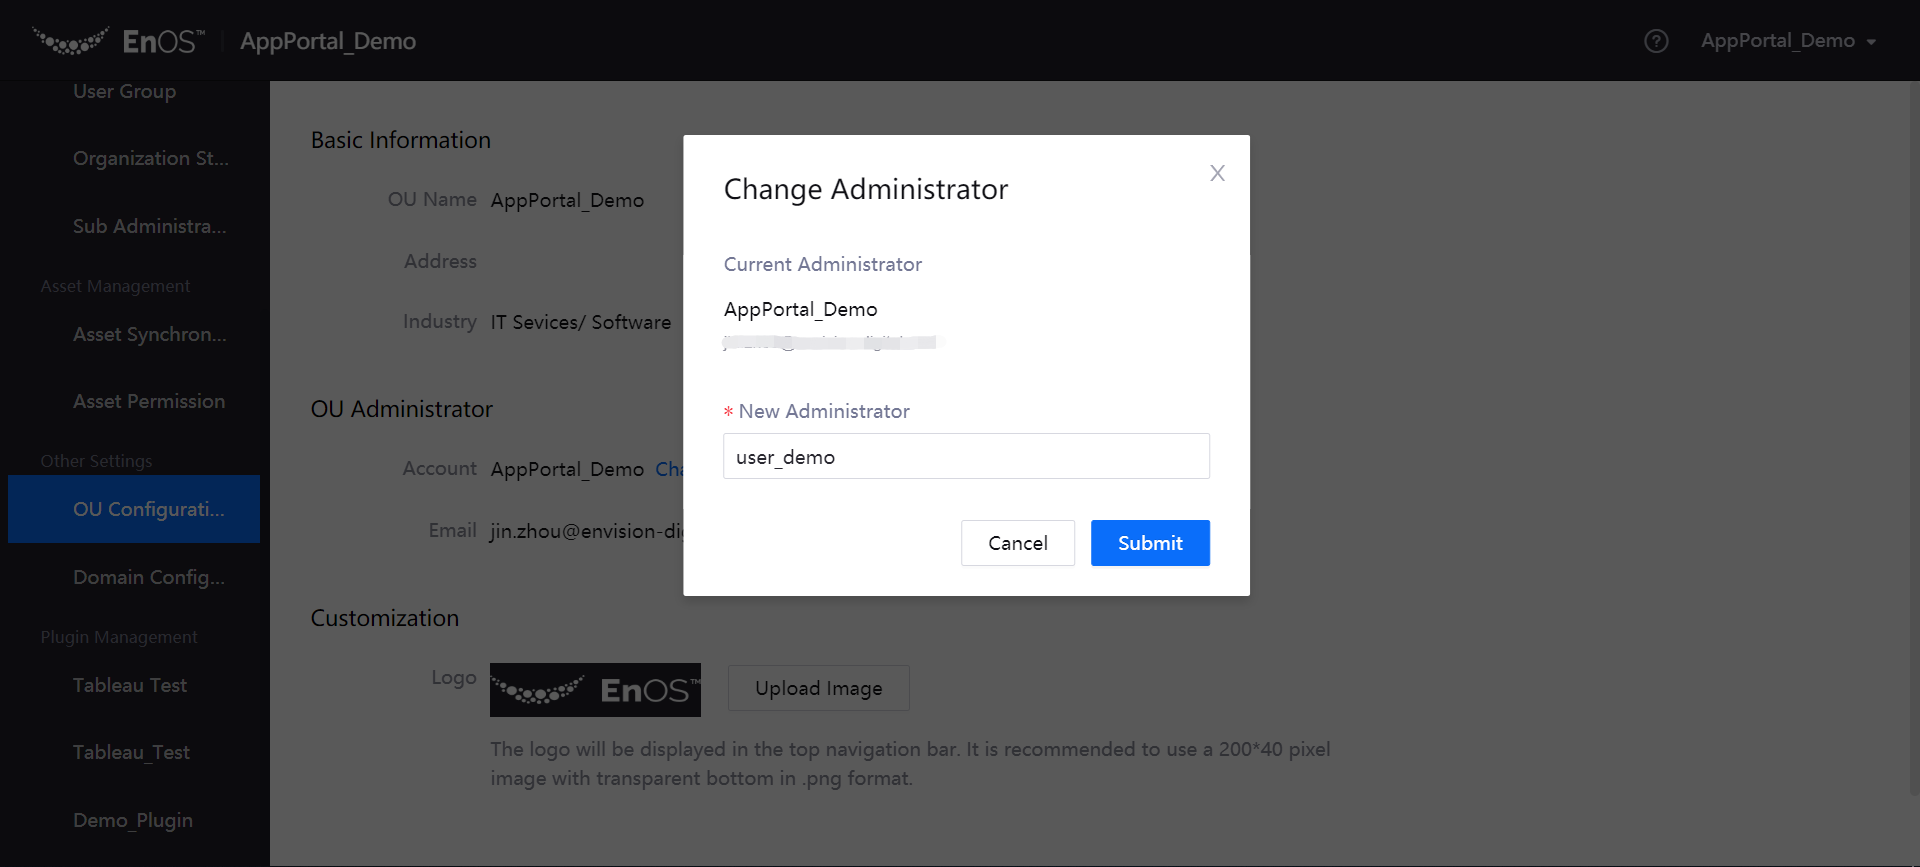 EnOS™ AppPortal_Demo
AppPortal_Demo
User Group
Organization St...
Sub Administra...
Asset Management
Asset Synchron...
Asset Permission
Other Settings
OU Configurati...
Domain Config...
Plugin Management
Tableau Test
Tableau_Test
Demo_Plugin
Basic Information
OU Name AppPortal_Demo
Address
Industry IT Sevices/ Software
OU Administrator
Account AppPortal_Demo Cha
Email jin.zhou@envision-di
Customization
Logo EnOS™ Upload Image
The logo will be displayed in the top navigation bar. It is recommended to use a 200*40 pixel
image with transparent bottom in .png format.
Change Administrator
X
Current Administrator
AppPortal_Demo
* New Administrator
user_demo
Cancel Submit